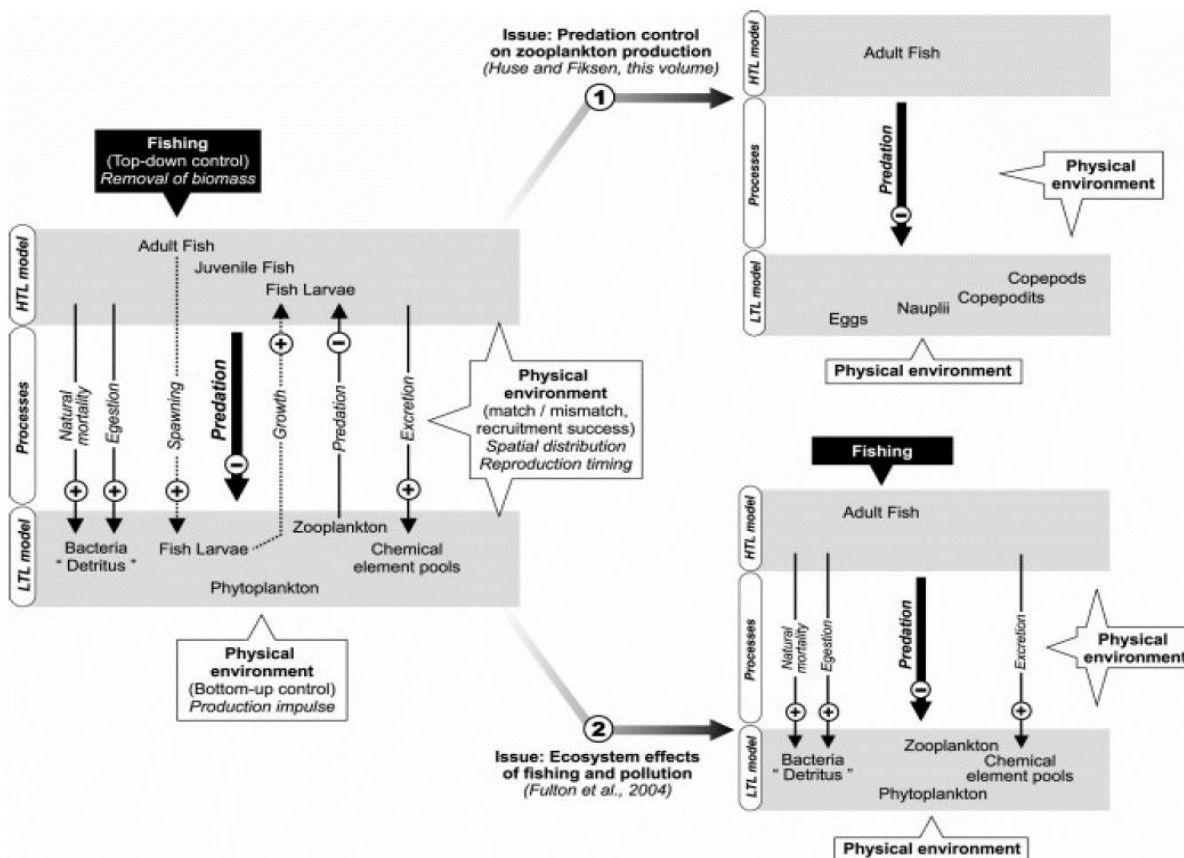 Issue: Predation control
on zooplankton production
(Huse and Fiksen, this volume)
1
Fishing
(Top-down control)
Removal of biomass
HTL model
Adult Fish
Juvenile Fish
Fish Larvae
Processes
Natural
mortality
+
Egestion
+
Spawning
+
Predation
−
Growth
+
Predation
−
Excretion
+
Physical
environment
(match / mismatch,
recruitment success)
Spatial distribution
Reproduction timing
LTL model
Bacteria
" Detritus "
Fish Larvae
Zooplankton
Chemical
element pools
Phytoplankton
Physical
environment
(Bottom-up control)
Production impulse
2
Issue: Ecosystem effects
of fishing and pollution
(Fulton et al., 2004)
HTL model
Adult Fish
Processes
Predation
−
Physical
environment
LTL model
Eggs
Nauplii
Copepodits
Copepods
Physical environment
Fishing
HTL model
Adult Fish
Processes
Natural
mortality
+
Egestion
+
Predation
−
Excretion
+
Physical
environment
LTL model
Bacteria
" Detritus "
Zooplankton
Chemical
element pools
Phytoplankton
Physical environment